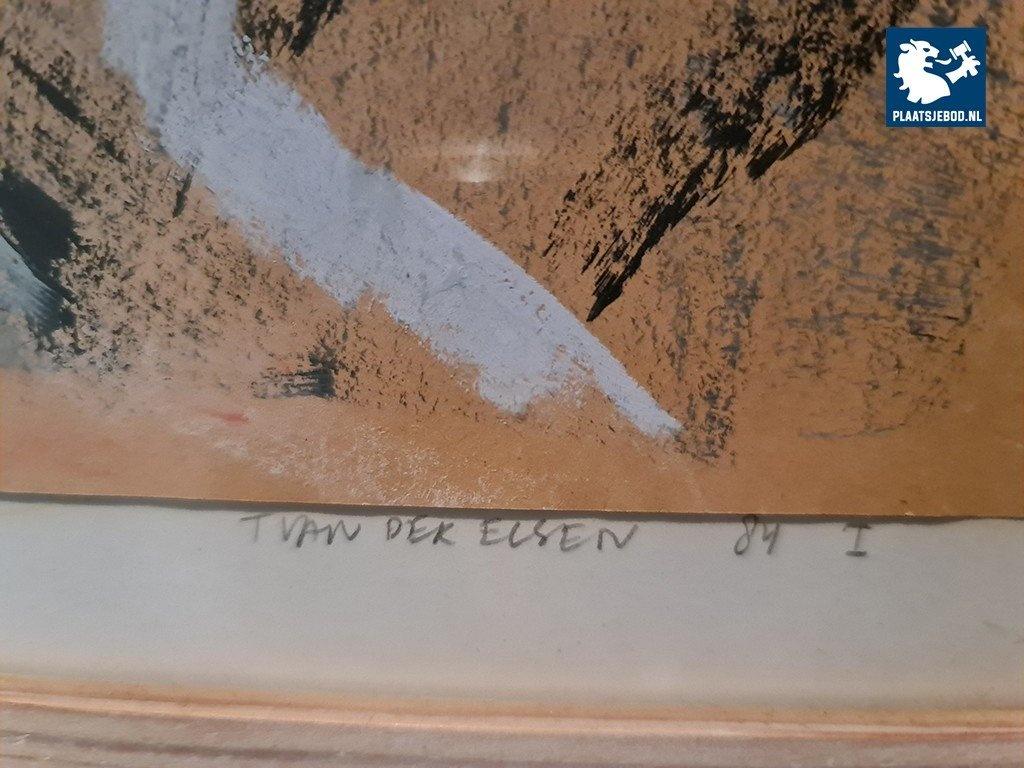 PLAATSJEBOD.NL
T VAN DER ELSEN 84 I